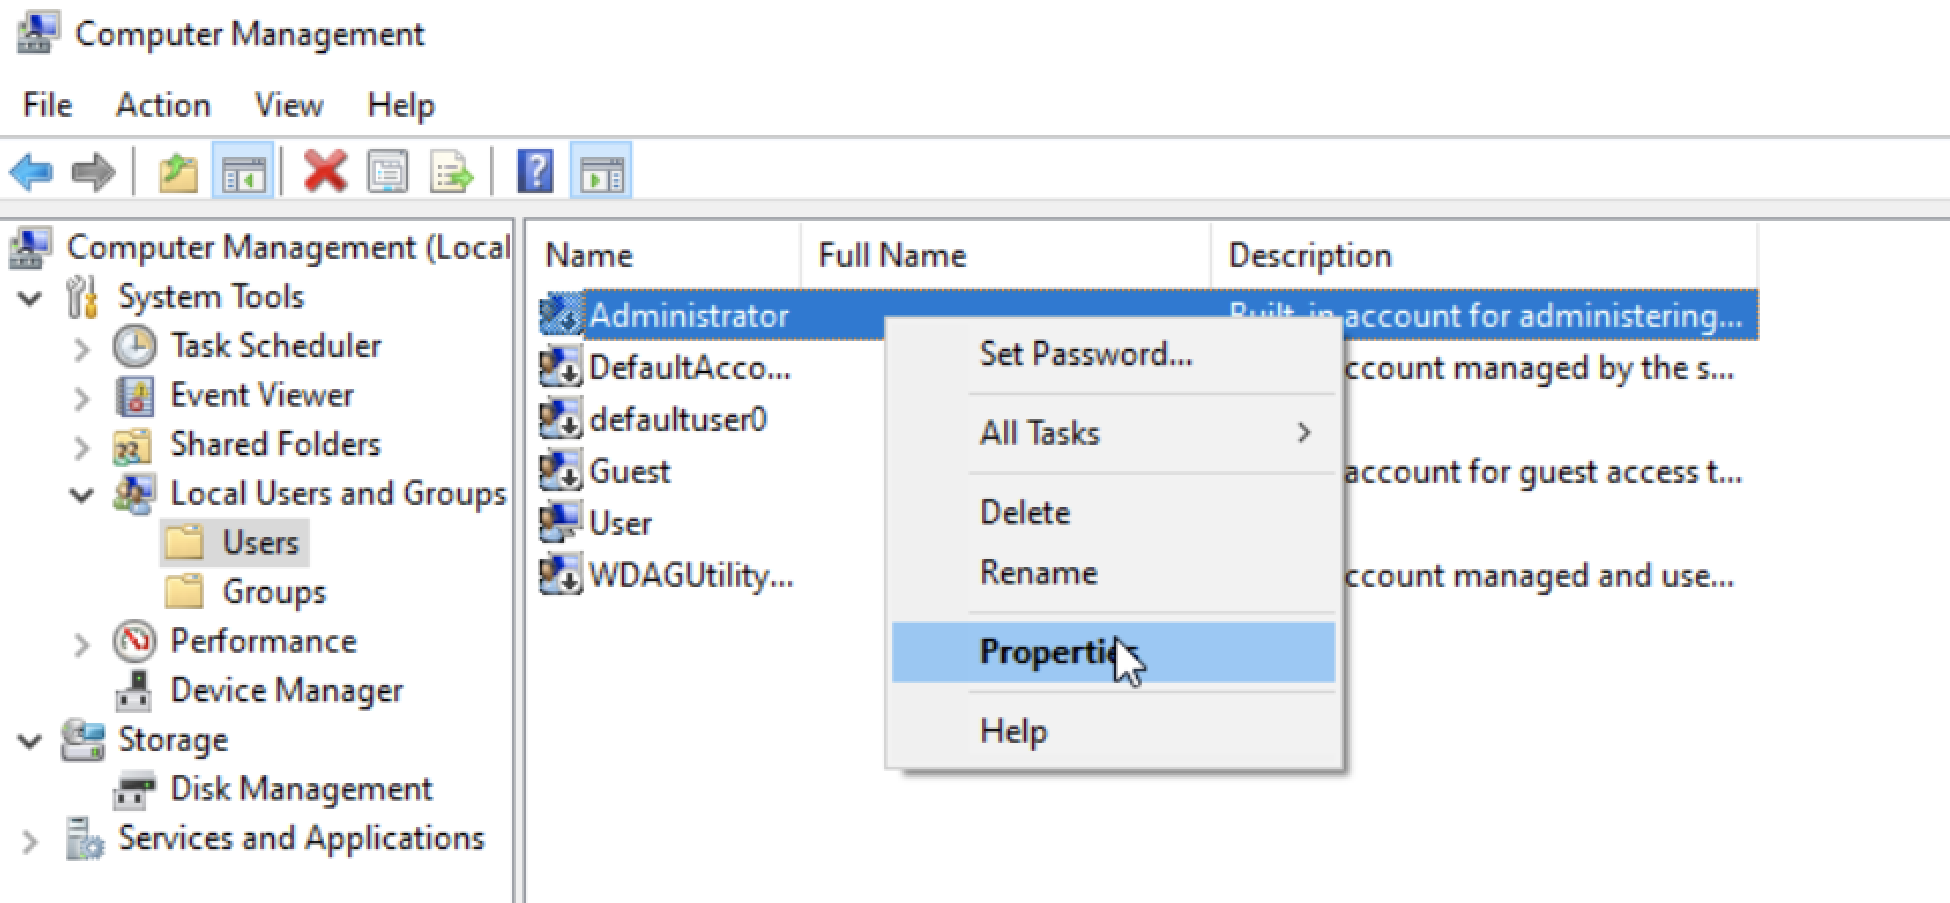 Computer Management
File Action View Help
Computer Management (Local
System Tools
Task Scheduler
Event Viewer
Shared Folders
Local Users and Groups
Users
Groups
Performance
Device Manager
Storage
Disk Management
Services and Applications
Name Full Name Description
Administrator Built-in account for administering...
DefaultAcco... ccount managed by the s...
defaultuser0
Guest account for guest access t...
User
WDAGUtility... ccount managed and use...
Set Password...
All Tasks
Delete
Rename
Properties
Help